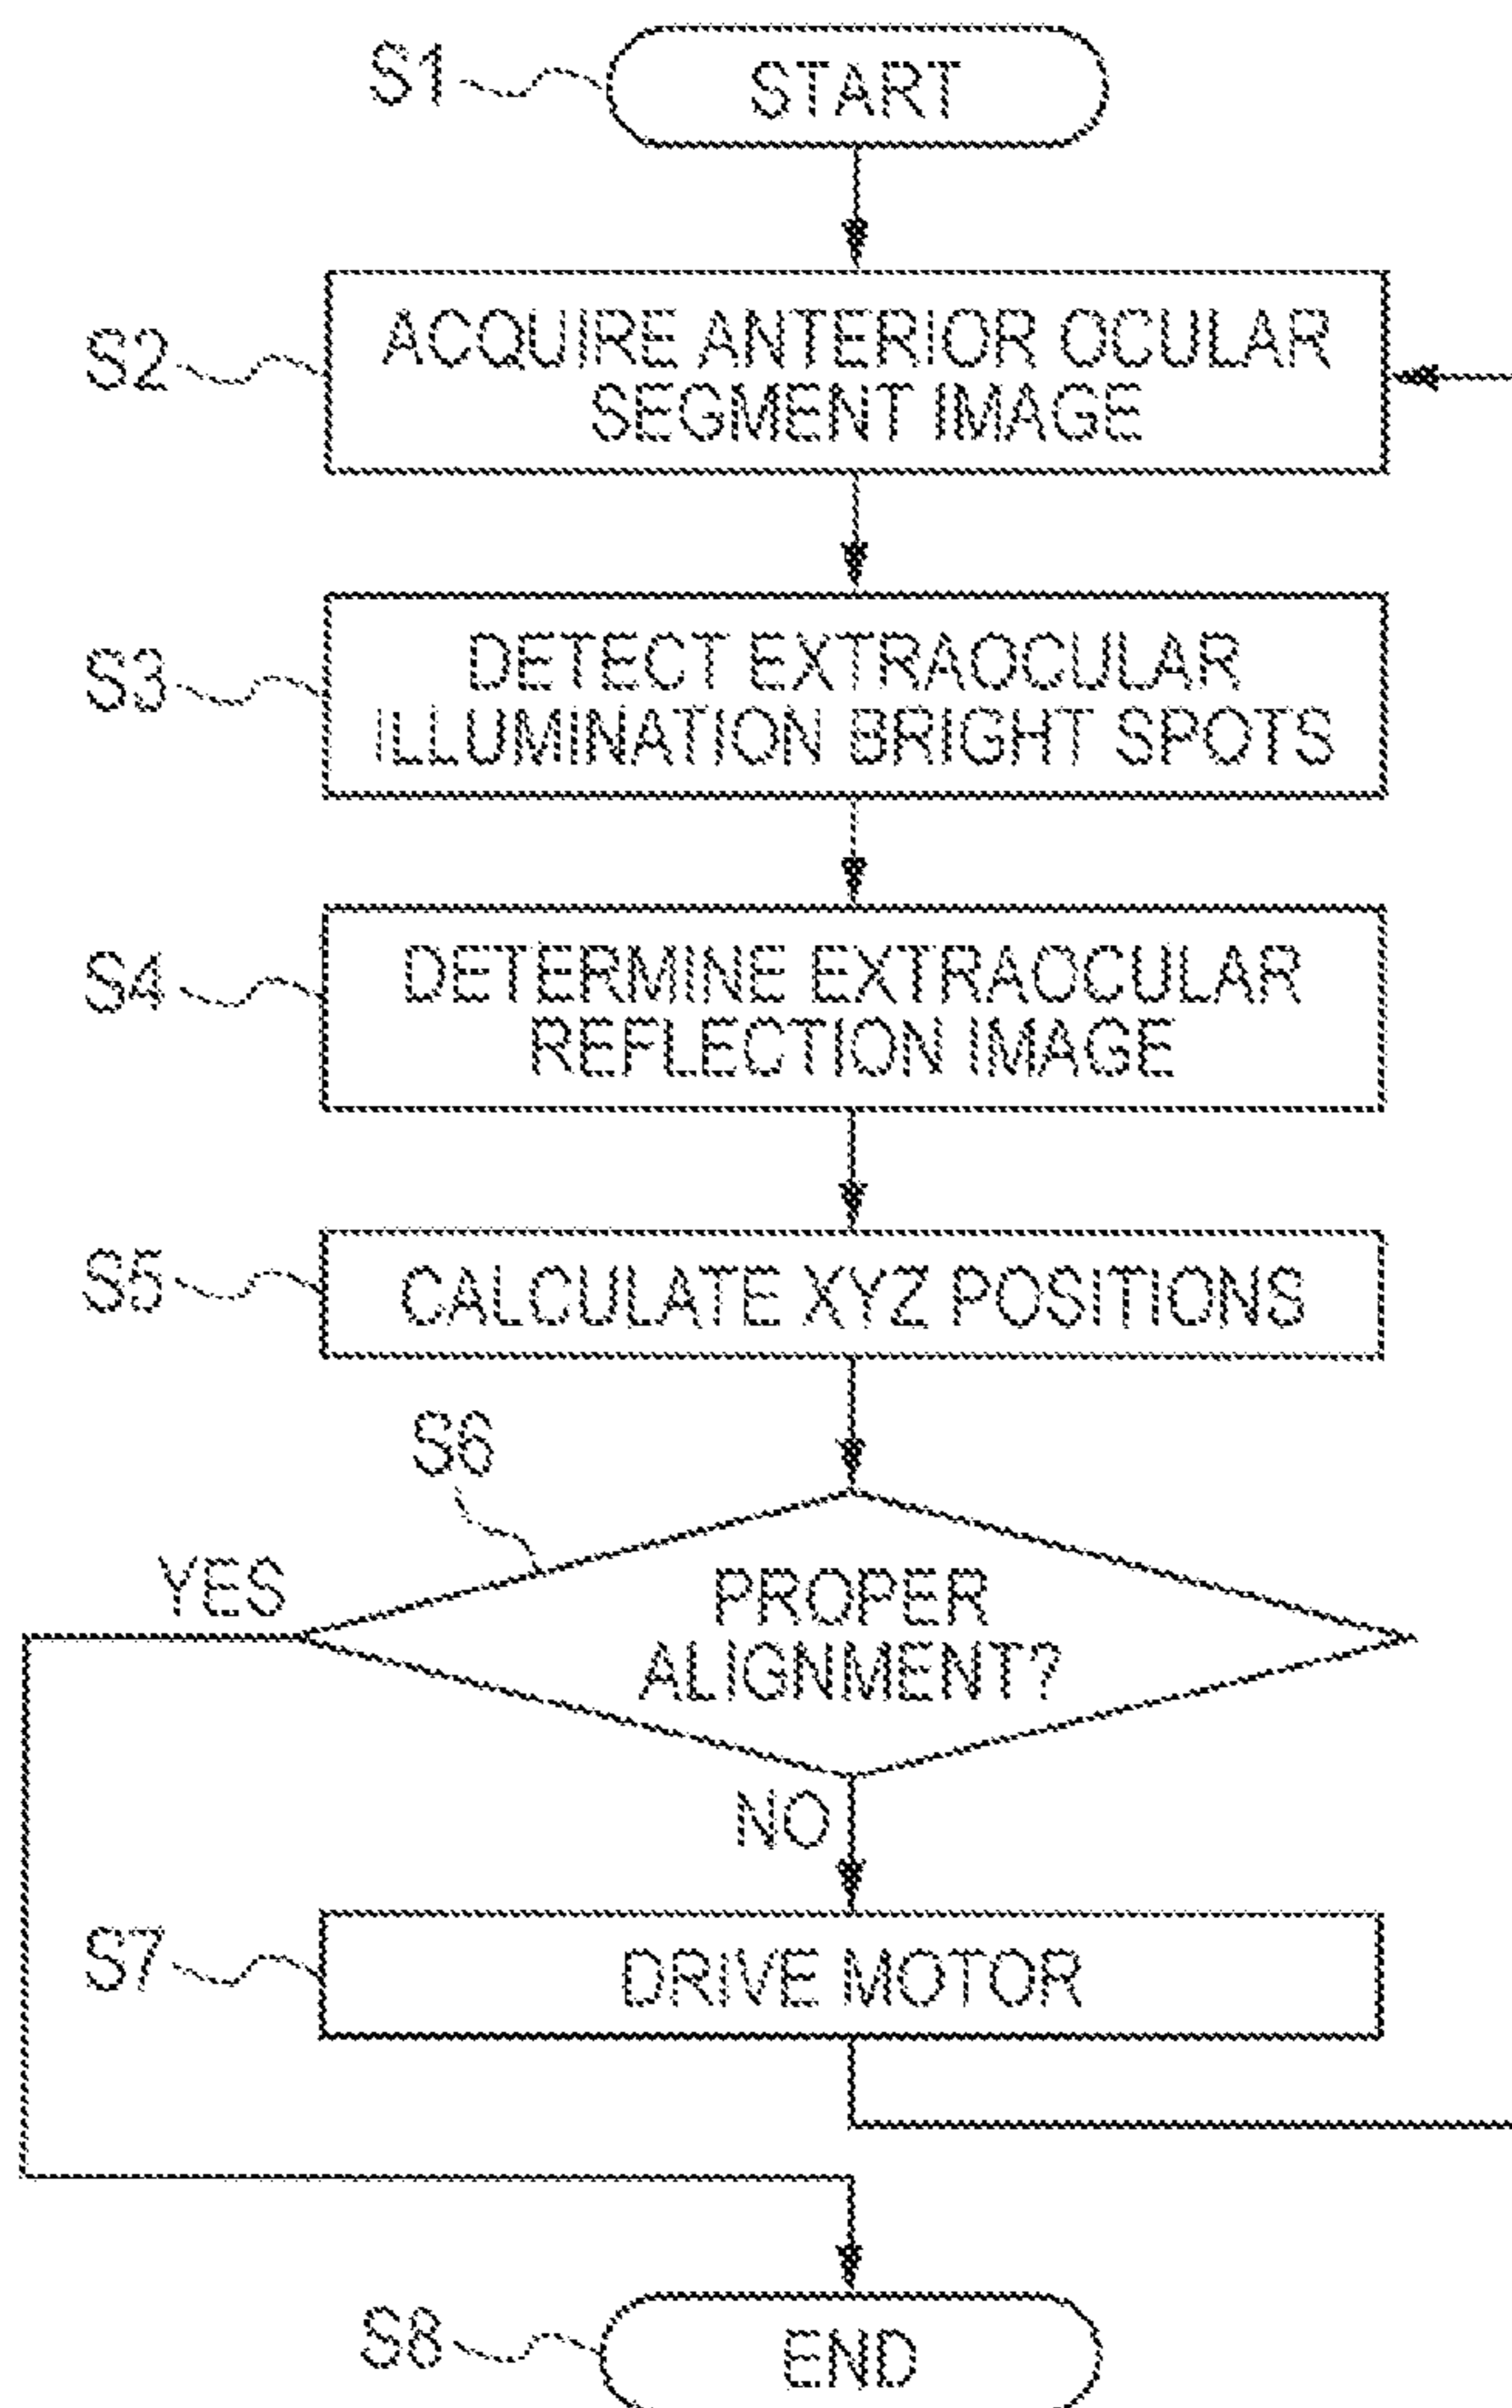 S1
START
S2
ACQUIRE ANTERIOR OCULAR
SEGMENT IMAGE
S3
DETECT EXTRAOCULAR
ILLUMINATION BRIGHT SPOTS
S4
DETERMINE EXTRAOCULAR
REFLECTION IMAGE
S5
CALCULATE XYZ POSITIONS
S6
YES
PROPER
ALIGNMENT?
NO
S7
DRIVE MOTOR
S8
END